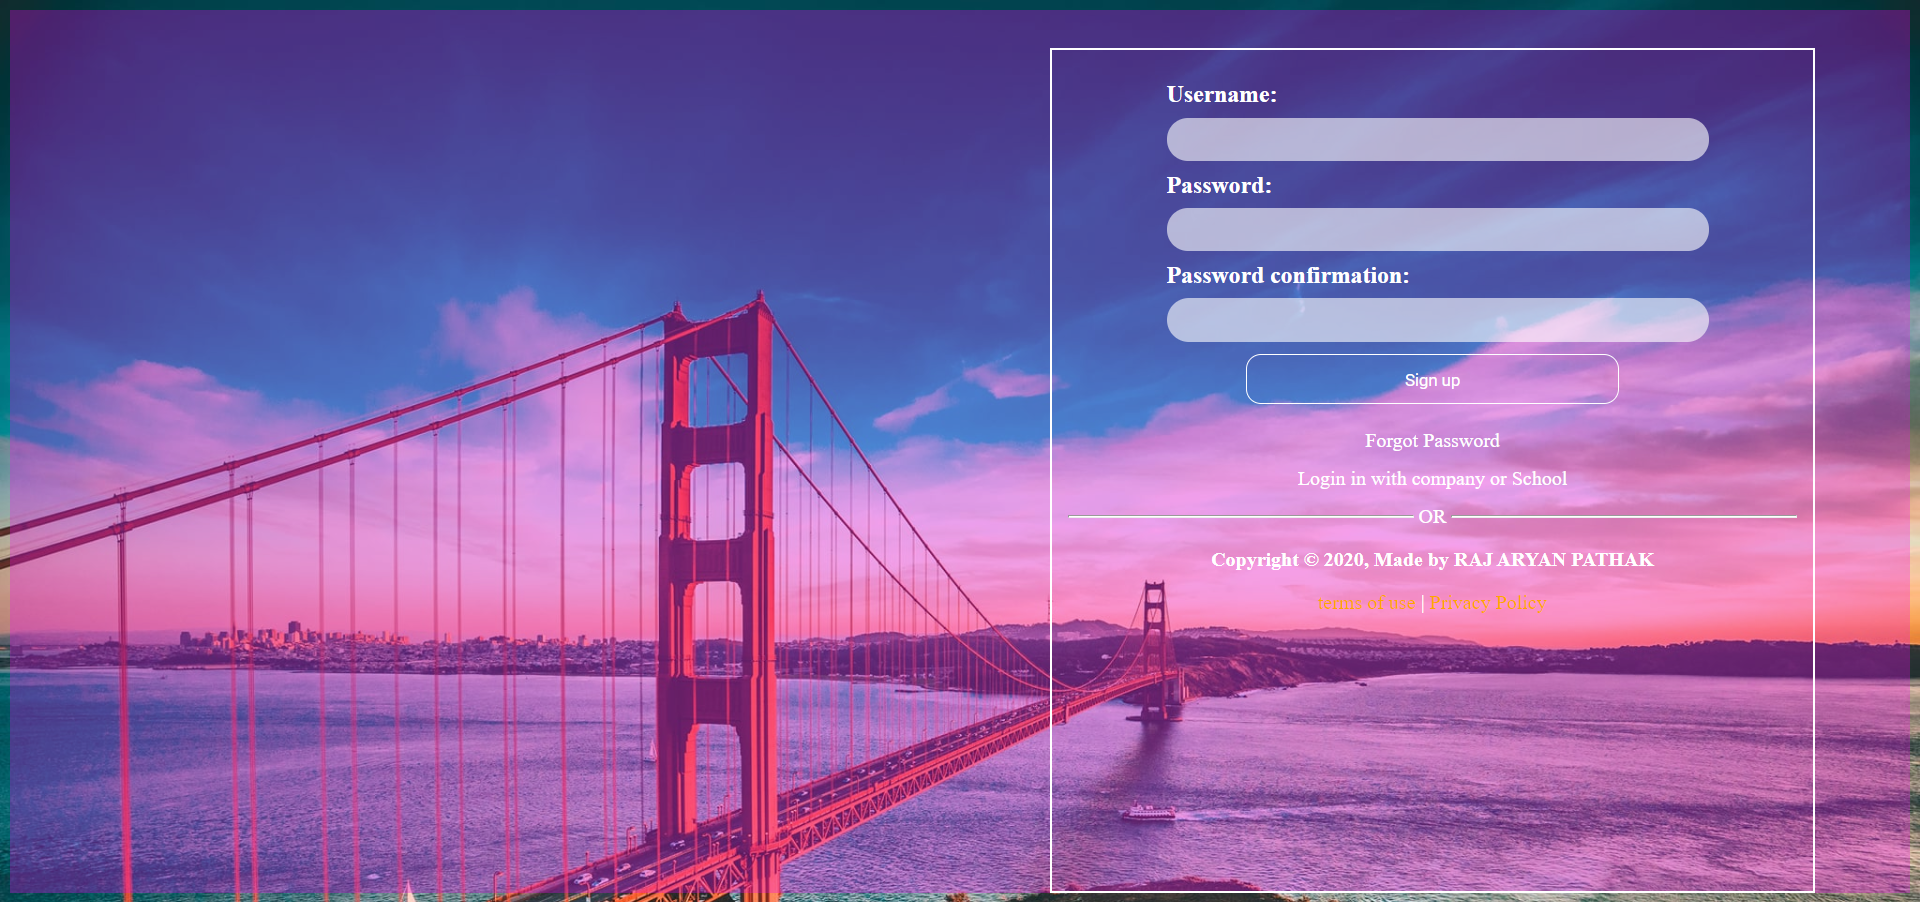 Username:
Password:
Password confirmation:
Sign up
Forgot Password
Login in with company or School
OR
Copyright © 2020, Made by RAJ ARYAN PATHAK
terms of use | Privacy Policy